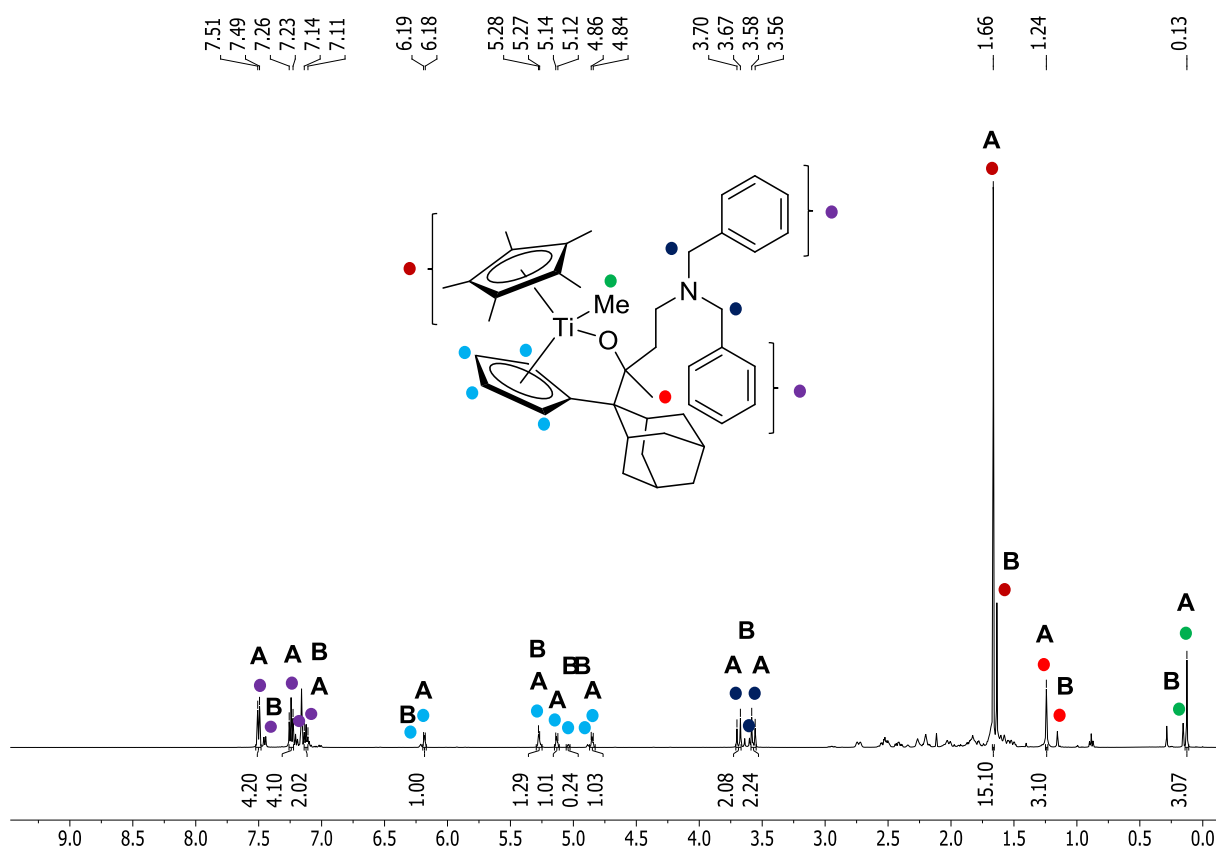 7.51 7.49 7.26 7.23 7.14 7.11 6.19 6.18 5.28 5.27 5.14 5.12 4.86 4.84 3.70 3.67 3.58 3.56 1.66 1.24 0.13
A
N
Me
Ti
O
B
B A
B B B A
A A B A A A B
B A B A A A
B
4.20 4.10 2.02 1.00 1.29 1.01 0.24 1.03 2.08 2.24 15.10 3.10 3.07
9.0 8.5 8.0 7.5 7.0 6.5 6.0 5.5 5.0 4.5 4.0 3.5 3.0 2.5 2.0 1.5 1.0 0.5 0.0